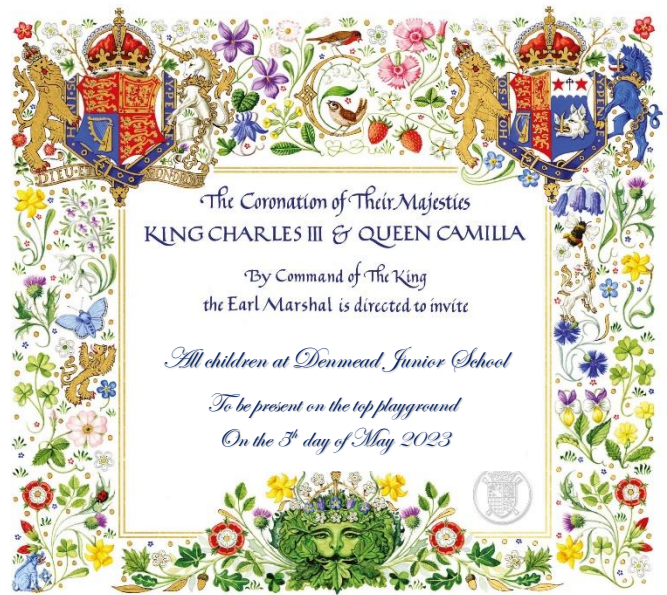 The Coronation of Their Majesties
KING CHARLES III & QUEEN CAMILLA
By Command of The King
the Earl Marshal is directed to invite
All children at Denmead Junior School
To be present on the top playground
On the 5th day of May 2023